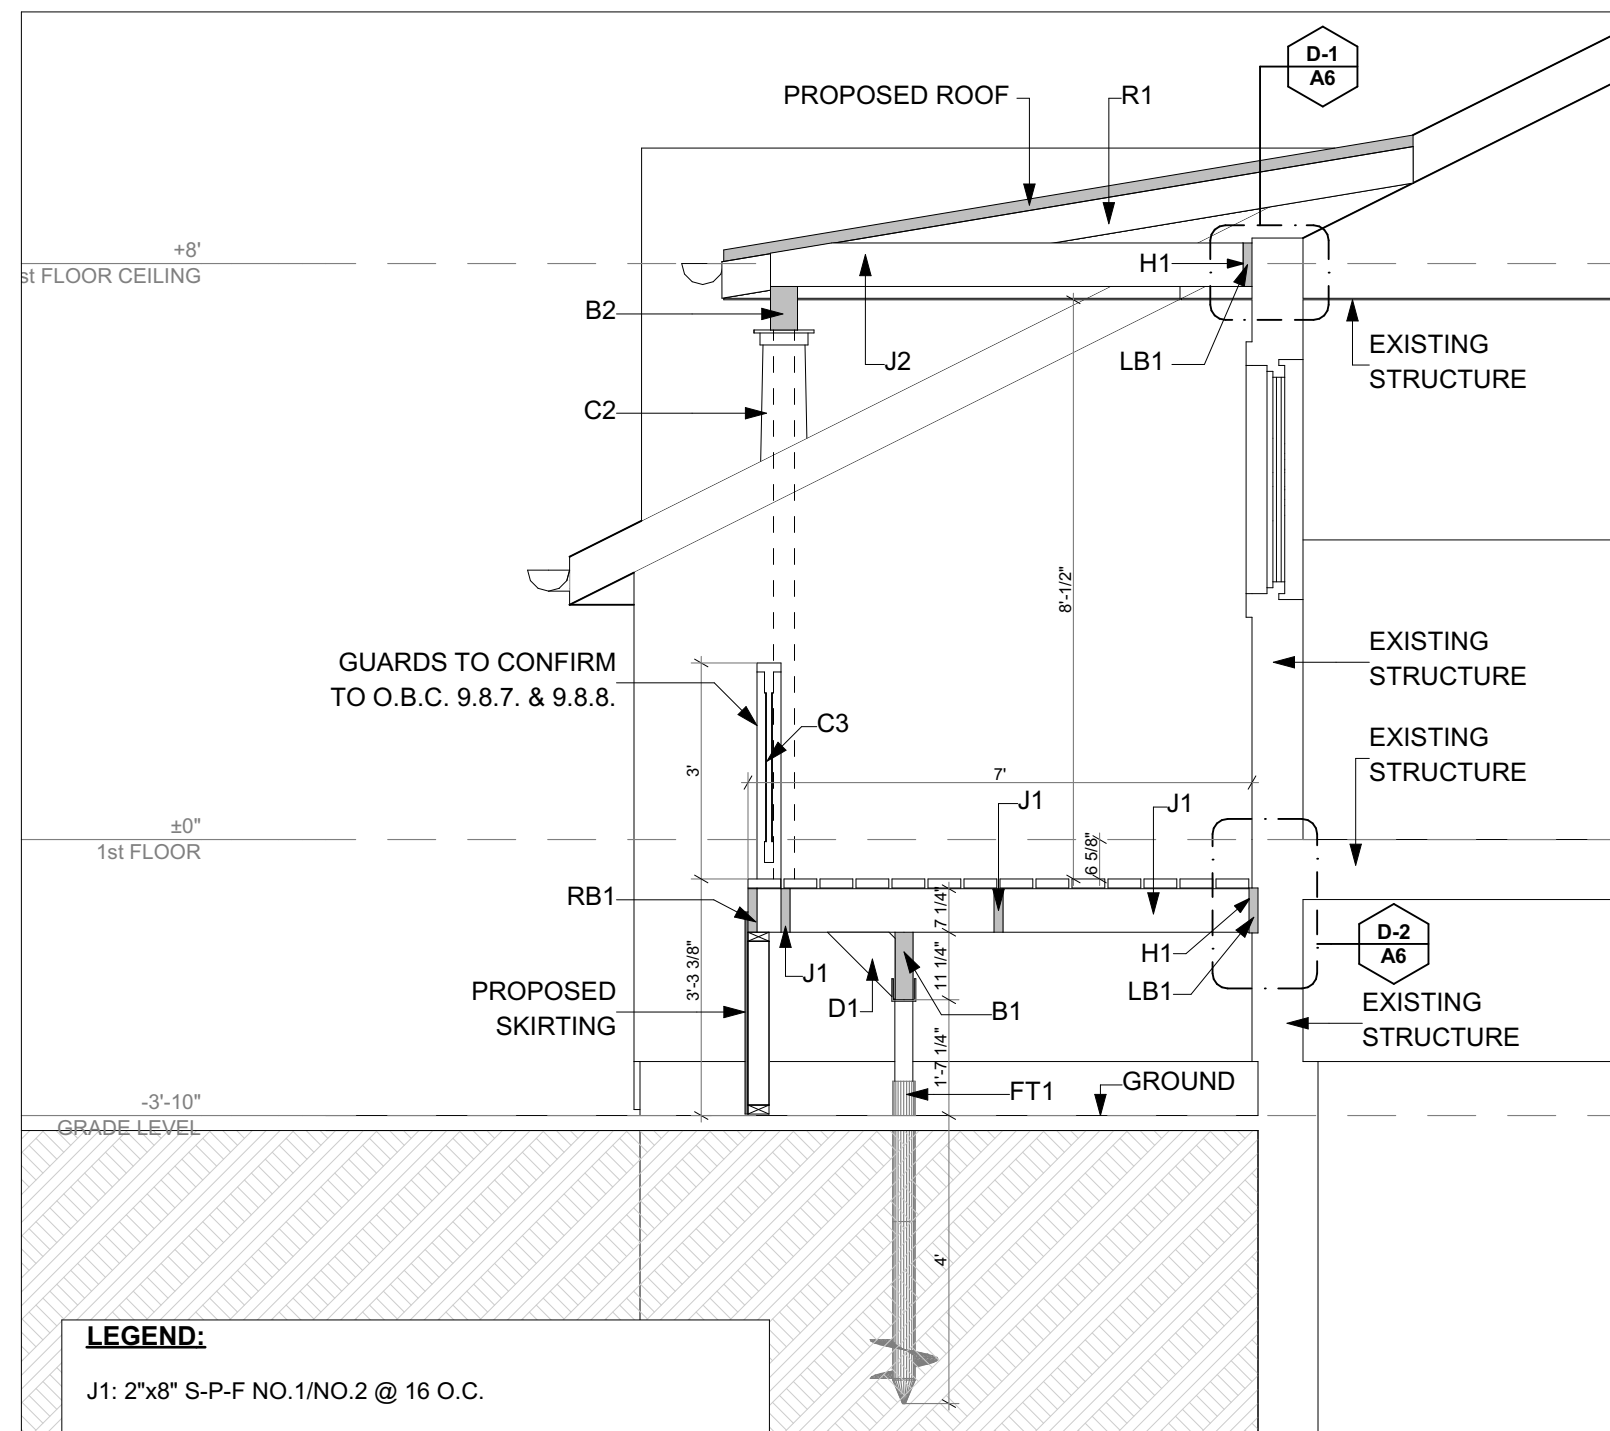 D-1
A6
PROPOSED ROOF
R1
+8'
st FLOOR CEILING
H1
B2
J2
LB1
EXISTING
STRUCTURE
C2
8'-1/2"
GUARDS TO CONFIRM
TO O.B.C. 9.8.7. & 9.8.8.
EXISTING
STRUCTURE
C3
3'
7'
EXISTING
STRUCTURE
J1
J1
±0"
1st FLOOR
6 5/8"
RB1
7 1/4"
D-2
A6
H1
3'-3 3/8"
J1
11 1/4"
PROPOSED
SKIRTING
D1
B1
LB1
EXISTING
STRUCTURE
1'-7 1/4"
FT1
GROUND
-3'-10"
GRADE LEVEL
4'
LEGEND:
J1: 2"x8" S-P-F NO.1/NO.2 @ 16 O.C.